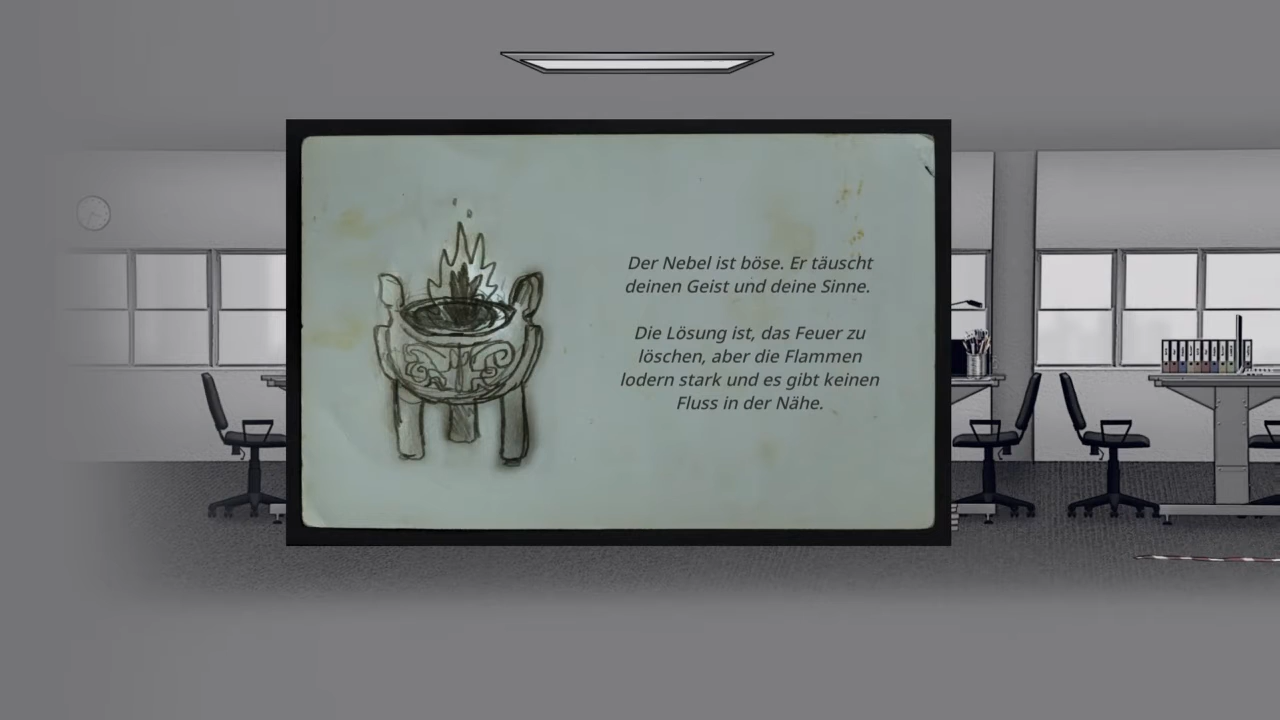 Der Nebel ist böse. Er täuscht
deinen Geist und deine Sinne.
Die Lösung ist, das Feuer zu
löschen, aber die Flammen
lodern stark und es gibt keinen
Fluss in der Nähe.